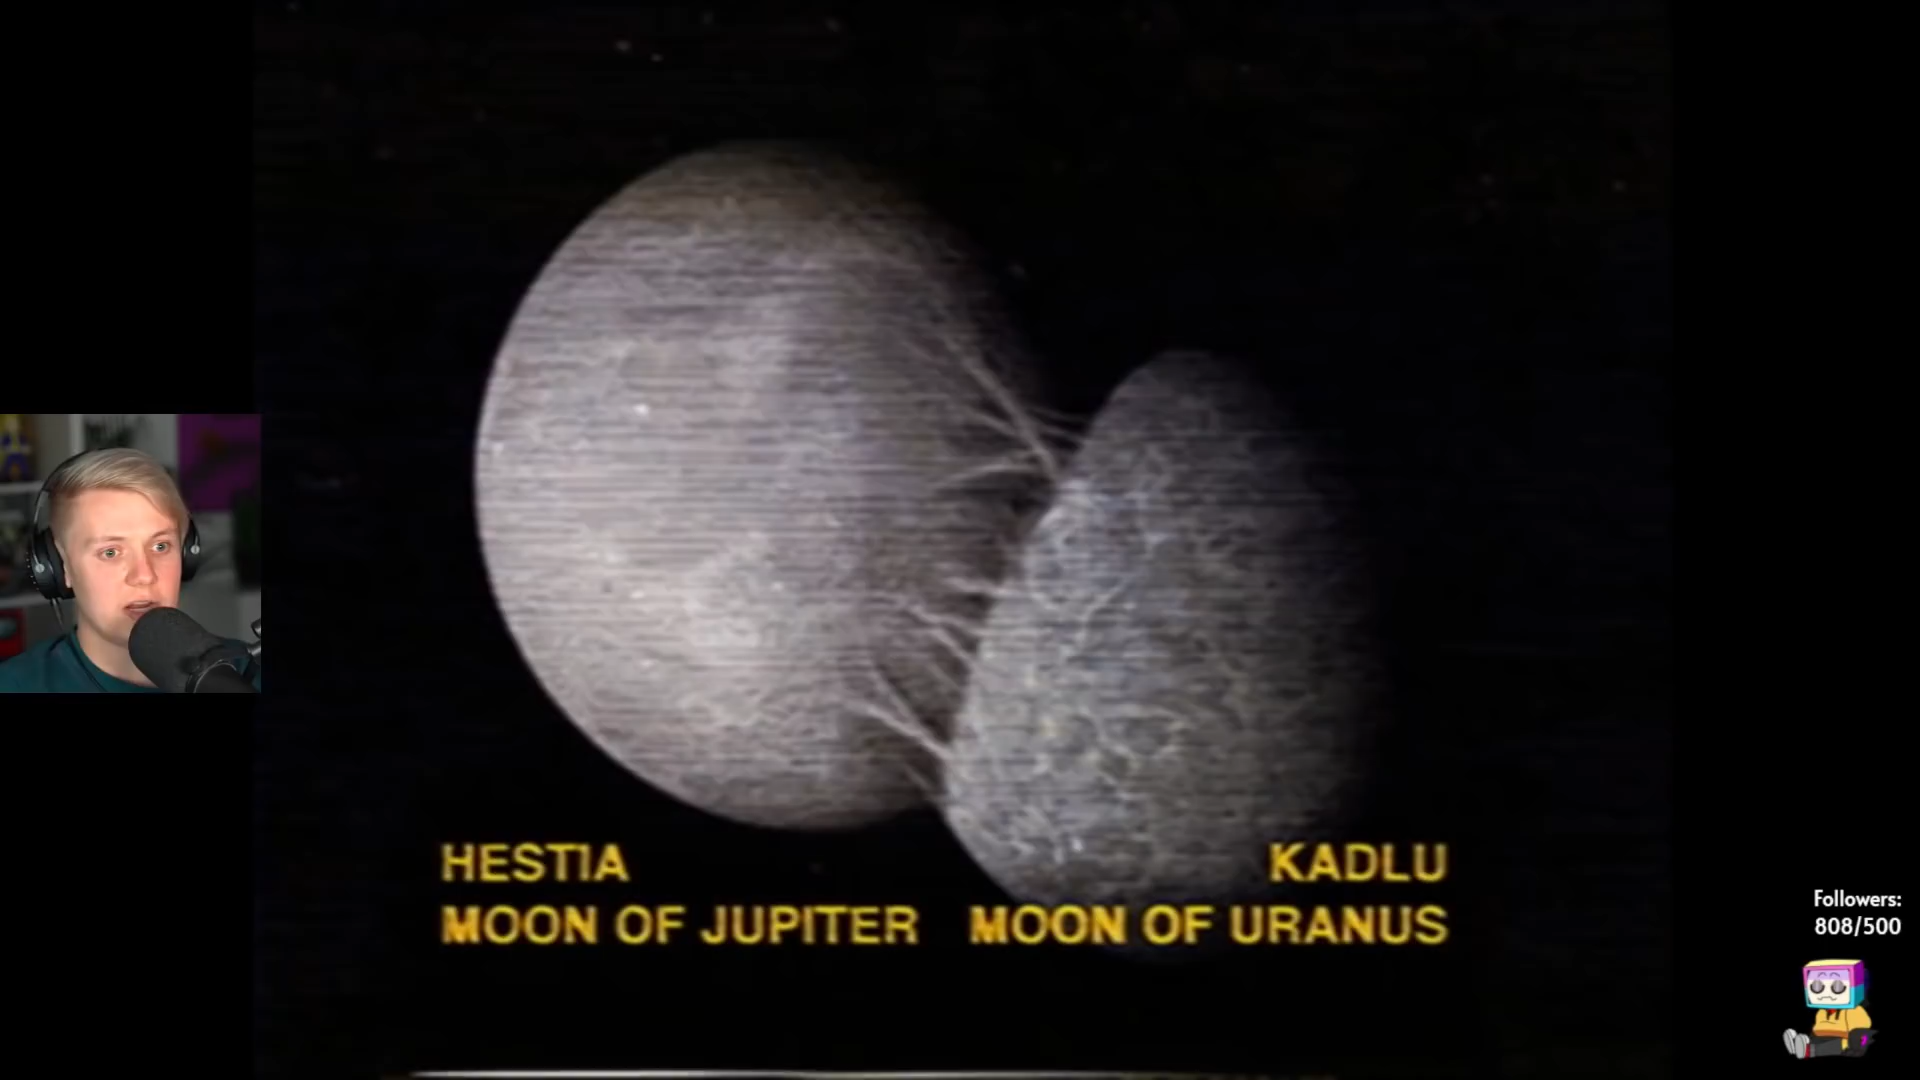 HESTIA
MOON OF JUPITER
KADLU
MOON OF URANUS
Followers:
808/500